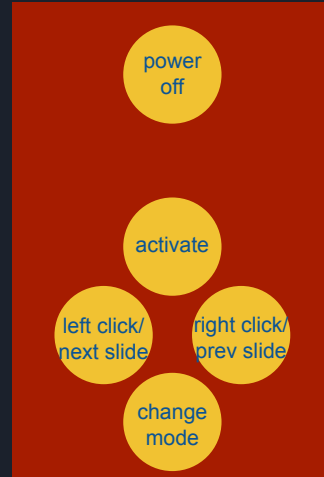 power
off
activate
left click/
next slide
right click/
prev slide
change
mode